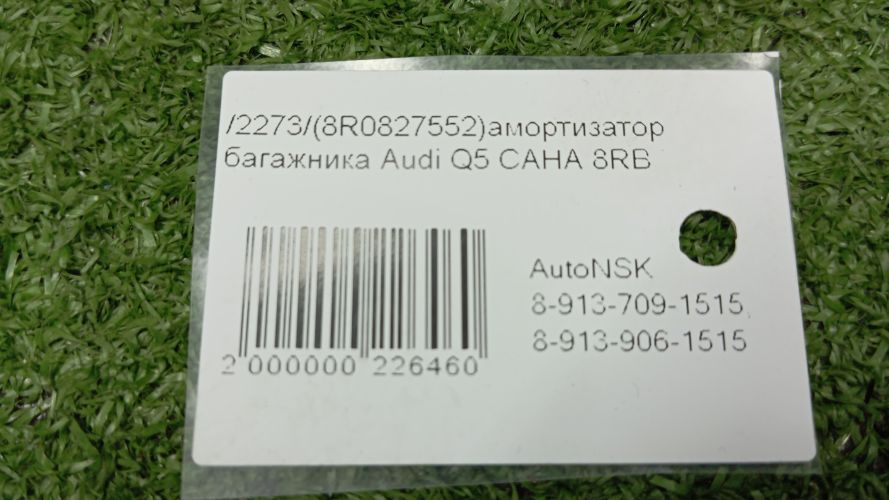 /2273/(8R0827552)амортизатор
багажника Audi Q5 CAHA 8RB
AutoNSK
8-913-709-1515
8-913-906-1515
2 000000 226460